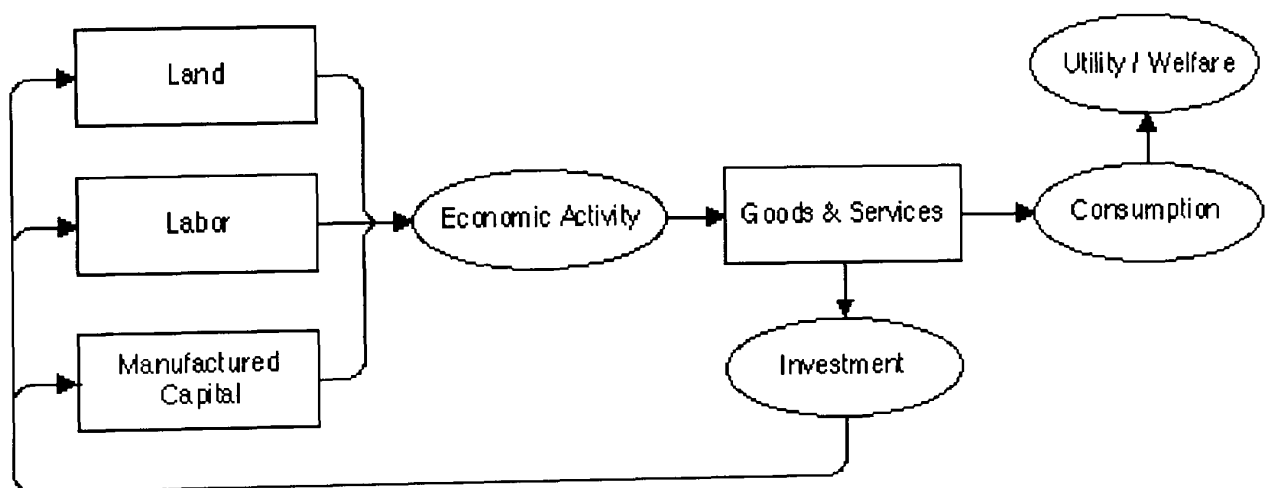 Land
Utility / Welfare
Labor
Economic Activity
Goods & Services
Consumption
Manufactured
Capital
Investment